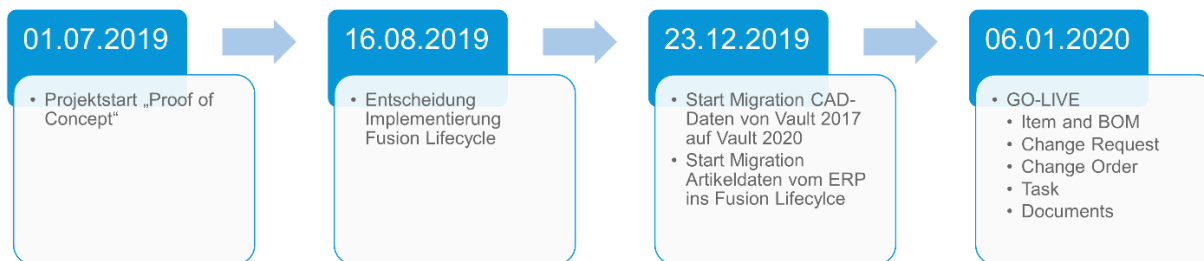 01.07.2019
• Projektstart „Proof of
Concept“
16.08.2019
• Entscheidung
Implementierung
Fusion Lifecycle
23.12.2019
• Start Migration CAD-
Daten von Vault 2017
auf Vault 2020
• Start Migration
Artikeldaten vom ERP
ins Fusion Lifecylce
06.01.2020
• GO-LIVE
• Item and BOM
• Change Request
• Change Order
• Task
• Documents